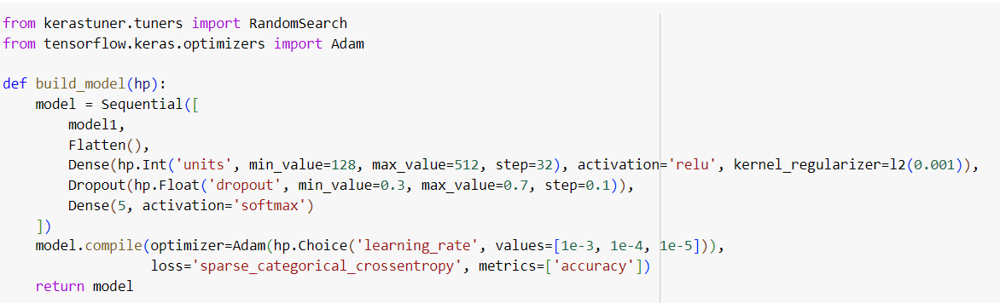 from kerastuner.tuners import RandomSearch
from tensorflow.keras.optimizers import Adam
def build_model(hp):
    model = Sequential([
        model1,
        Flatten(),
        Dense(hp.Int('units', min_value=128, max_value=512, step=32), activation='relu', kernel_regularizer=l2(0.001)),
        Dropout(hp.Float('dropout', min_value=0.3, max_value=0.7, step=0.1)),
        Dense(5, activation='softmax')
    ])
    model.compile(optimizer=Adam(hp.Choice('learning_rate', values=[1e-3, 1e-4, 1e-5])),
                  loss='sparse_categorical_crossentropy', metrics=['accuracy'])
    return model